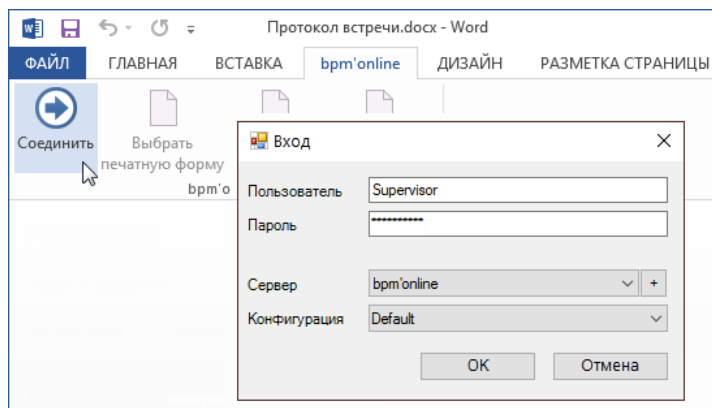 Протокол встречи.docx - Word
ФАЙЛ ГЛАВНАЯ ВСТАВКА bpm'online ДИЗАЙН РАЗМЕТКА СТРАНИЦЫ
Соединить
Выбрать
печатную форму
bpm'o
Вход
Пользователь Supervisor
Пароль **********
Сервер bpm'online +
Конфигурация Default
OK Отмена